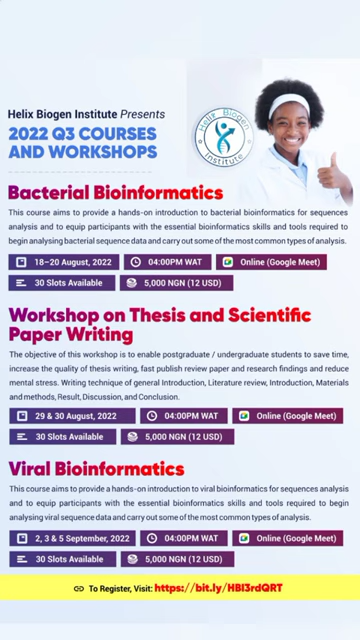 Helix Biogen Institute Presents
2022 Q3 COURSES
AND WORKSHOPS
Helix Biogen
Institute
Bacterial Bioinformatics
This course aims to provide a hands-on introduction to bacterial bioinformatics for sequences
analysis and to equip participants with the essential bioinformatics skills and tools required to
begin analysing bacterial sequence data and carry out some of the most common types of analysis.
18–20 August, 2022
04:00PM WAT
Online (Google Meet)
30 Slots Available
5,000 NGN (12 USD)
Workshop on Thesis and Scientific
Paper Writing
The objective of this workshop is to enable postgraduate / undergraduate students to save time,
increase the quality of thesis writing, fast publish review paper and research findings and reduce
mental stress. Writing technique of general Introduction, Literature review, Introduction, Materials
and methods, Result, Discussion, and Conclusion.
29 & 30 August, 2022
04:00PM WAT
Online (Google Meet)
30 Slots Available
5,000 NGN (12 USD)
Viral Bioinformatics
This course aims to provide a hands-on introduction to viral bioinformatics for sequences analysis
and to equip participants with the essential bioinformatics skills and tools required to begin
analysing viral sequence data and carry out some of the most common types of analysis.
2, 3 & 5 September, 2022
04:00PM WAT
Online (Google Meet)
30 Slots Available
5,000 NGN (12 USD)
To Register, Visit: https://bit.ly/HBI3rdQRT